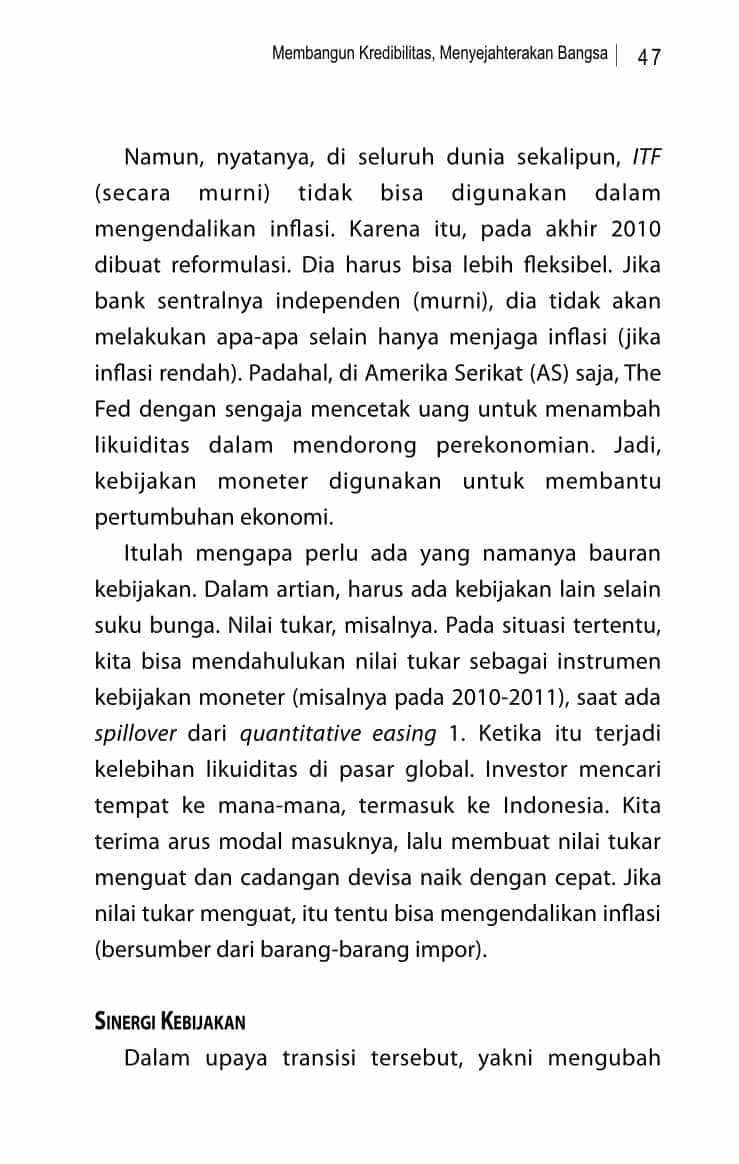 Membangun Kredibilitas, Menyejahterakan Bangsa | 47
Namun, nyatanya, di seluruh dunia sekalipun, ITF
(secara murni) tidak bisa digunakan dalam
mengendalikan inflasi. Karena itu, pada akhir 2010
dibuat reformulasi. Dia harus bisa lebih fleksibel. Jika
bank sentralnya independen (murni), dia tidak akan
melakukan apa-apa selain hanya menjaga inflasi (jika
inflasi rendah). Padahal, di Amerika Serikat (AS) saja, The
Fed dengan sengaja mencetak uang untuk menambah
likuiditas dalam mendorong perekonomian. Jadi,
kebijakan moneter digunakan untuk membantu
pertumbuhan ekonomi.
Itulah mengapa perlu ada yang namanya bauran
kebijakan. Dalam artian, harus ada kebijakan lain selain
suku bunga. Nilai tukar, misalnya. Pada situasi tertentu,
kita bisa mendahulukan nilai tukar sebagai instrumen
kebijakan moneter (misalnya pada 2010-2011), saat ada
spillover dari quantitative easing 1. Ketika itu terjadi
kelebihan likuiditas di pasar global. Investor mencari
tempat ke mana-mana, termasuk ke Indonesia. Kita
terima arus modal masuknya, lalu membuat nilai tukar
menguat dan cadangan devisa naik dengan cepat. Jika
nilai tukar menguat, itu tentu bisa mengendalikan inflasi
(bersumber dari barang-barang impor).
SINERGI KEBIJAKAN
Dalam upaya transisi tersebut, yakni mengubah